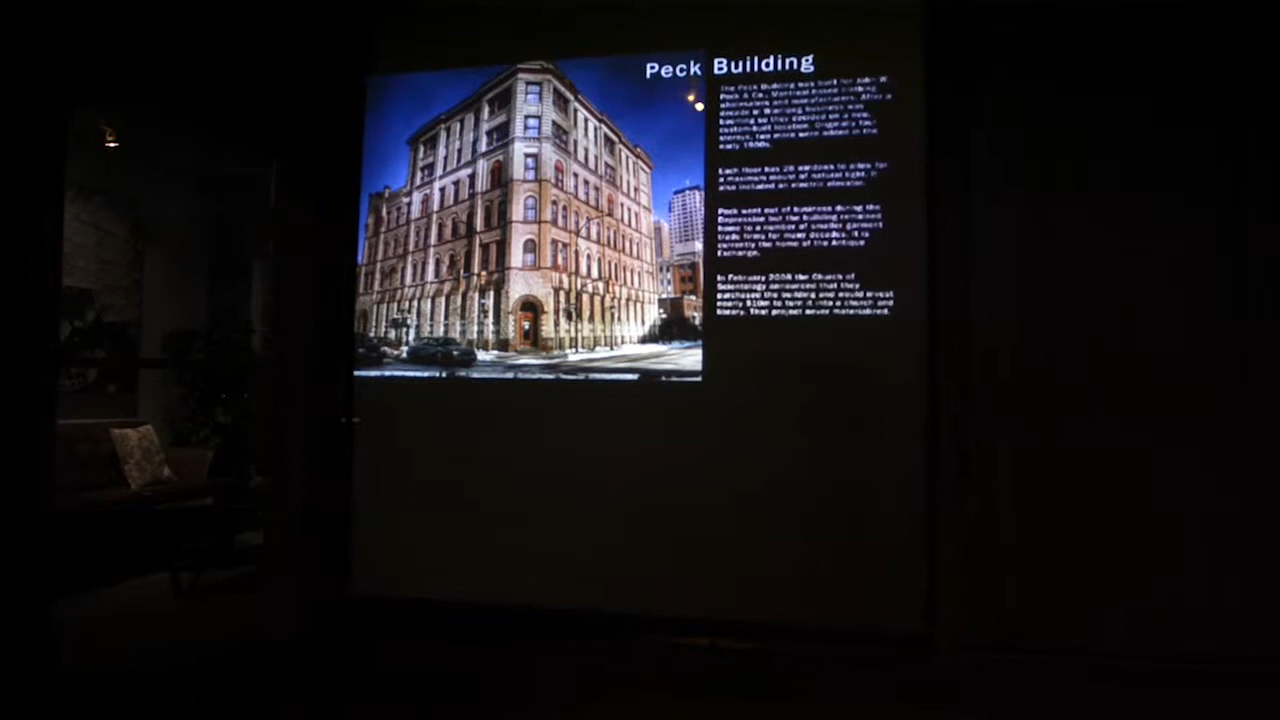 Peck Building
The Peck Building was built for John W.
Peck & Co., Montreal-based clothing
wholesalers and manufacturers. After a
decade in Winnipeg business was
booming so they decided on a new,
custom-built location. Originally four
storeys, two more were added in the
early 1900s.
Each floor has 28 windows to allow for
a maximum mount of natural light. It
also included an electric elevator.
Peck went out of business during the
Depression but the building remained
home to a number of smaller garment
trade firms for many decades. It is
currently the home of the Antique
Exchange.
In February 2008 the Church of
Scientology announced that they
purchased the building and would invest
nearly $10m to turn it into a church and
library. That project never materialized.